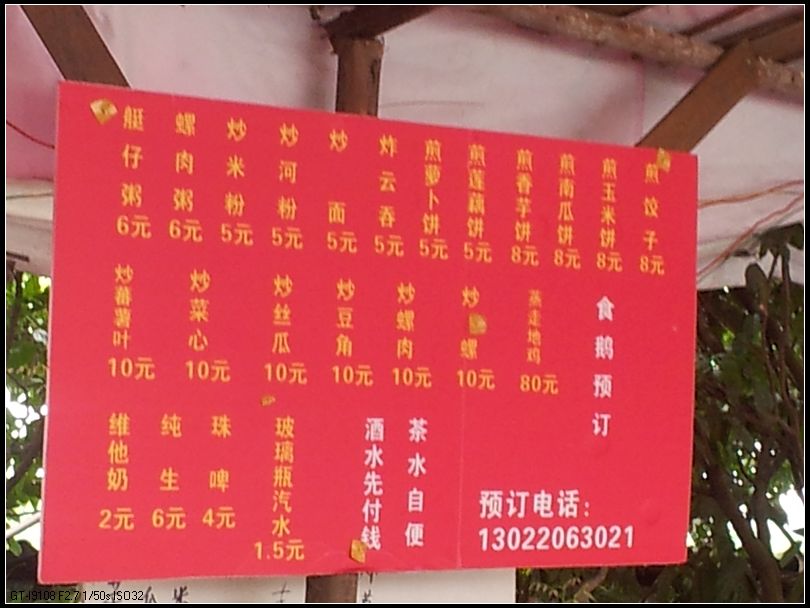 艇仔粥 6元
螺肉粥 6元
炒米粉 5元
炒河粉 5元
炒面 5元
炸云吞 5元
煎萝卜饼 5元
煎莲藕饼 5元
煎香芋饼 8元
煎南瓜饼 8元
煎玉米饼 8元
煎饺子 8元
炒蕃薯叶 10元
炒菜心 10元
炒丝瓜 10元
炒豆角 10元
炒螺肉 10元
炒螺 10元
蒸走地鸡 80元
食鹅预订
维他奶 2元
纯生 6元
珠啤 4元
玻璃瓶汽水 1.5元
酒水先付钱
茶水自便
预订电话：
13022063021
GT-I9108 F2.7 1/50s ISO32